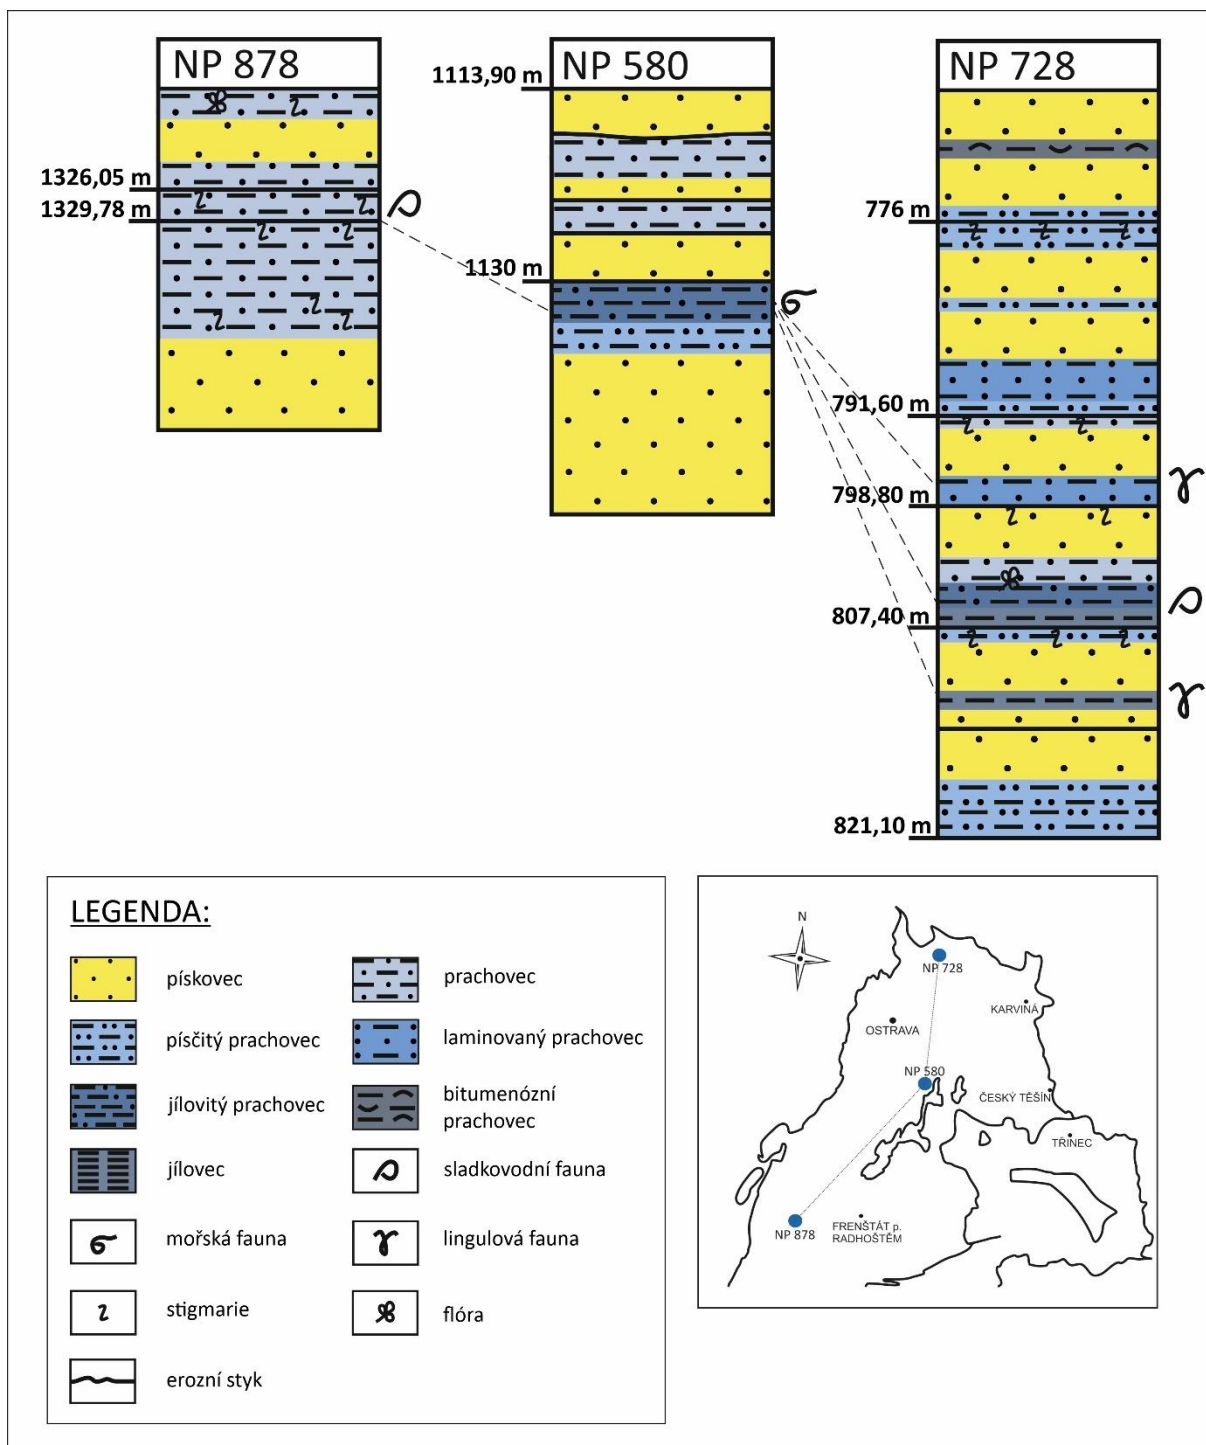 NP 878
NP 580
NP 728
1113,90 m
1326,05 m
1329,78 m
1130 m
776 m
791,60 m
798,80 m
807,40 m
821,10 m
LEGENDA:
pískovec
prachovec
písčitý prachovec
laminovaný prachovec
jílovitý prachovec
bitumenózní
prachovec
jílovec
sladkovodní fauna
mořská fauna
lingulová fauna
stigmarie
flóra
erozní styk
N
NP 728
KARVINÁ
OSTRAVA
NP 580
ČESKÝ TĚŠÍN
TŘINEC
NP 878
FRENŠTÁT p.
RADHOŠTĚM